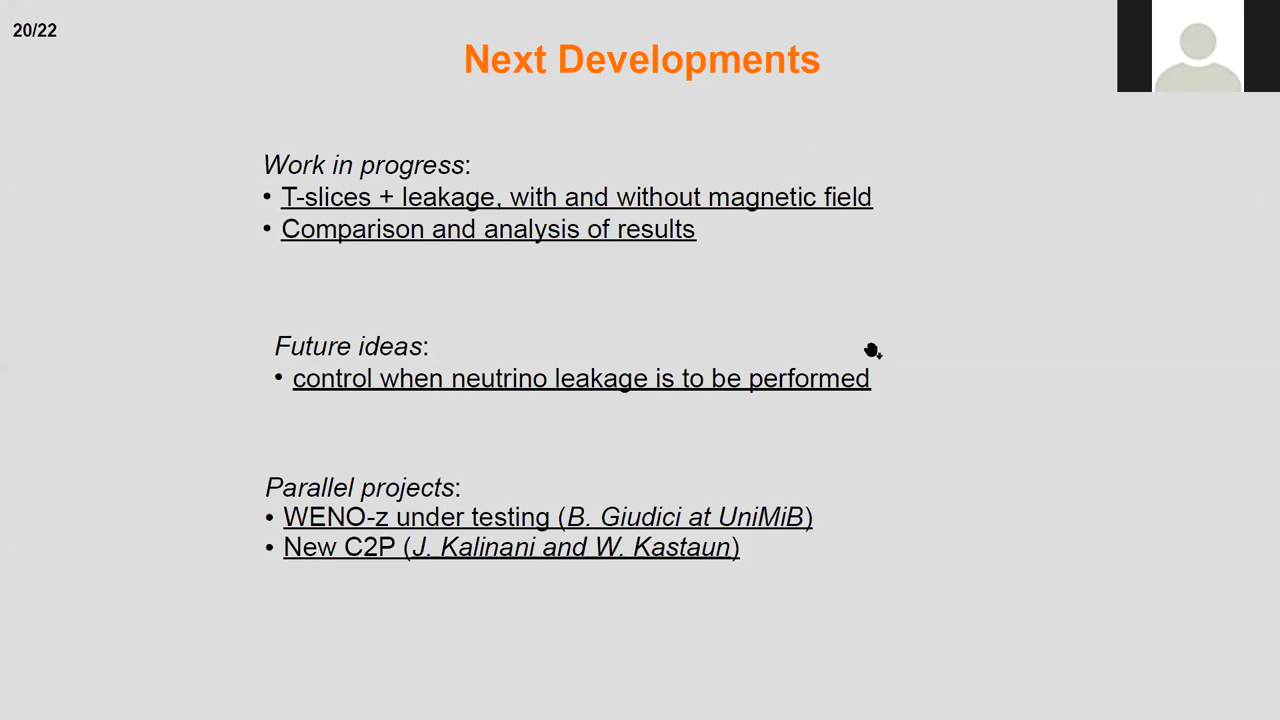 20/22
Next Developments
Work in progress:
• T-slices + leakage, with and without magnetic field
• Comparison and analysis of results
Future ideas:
• control when neutrino leakage is to be performed
Parallel projects:
• WENO-z under testing (B. Giudici at UniMiB)
• New C2P (J. Kalinani and W. Kastaun)